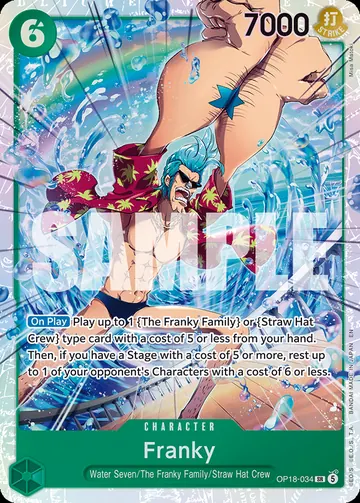 6
7000
打
STRIKE
SAMPLE
On Play Play up to 1 {The Franky Family} or {Straw Hat
Crew} type card with a cost of 5 or less from your hand.
Then, if you have a Stage with a cost of 5 or more, rest up
to 1 of your opponent's Characters with a cost of 6 or less.
CHARACTER
Franky
Water Seven/The Franky Family/Straw Hat Crew
OP18-034 SR 5